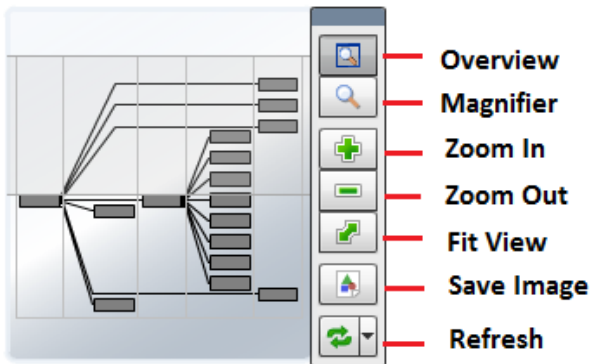 Overview
Magnifier
Zoom In
Zoom Out
Fit View
Save Image
Refresh